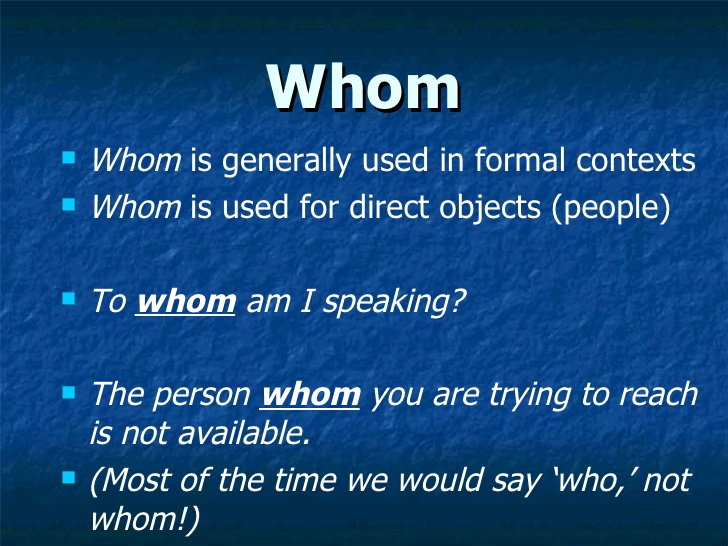 Whom
Whom is generally used in formal contexts
Whom is used for direct objects (people)
To whom am I speaking?
The person whom you are trying to reach
is not available.
(Most of the time we would say ‘who,’ not
whom!)